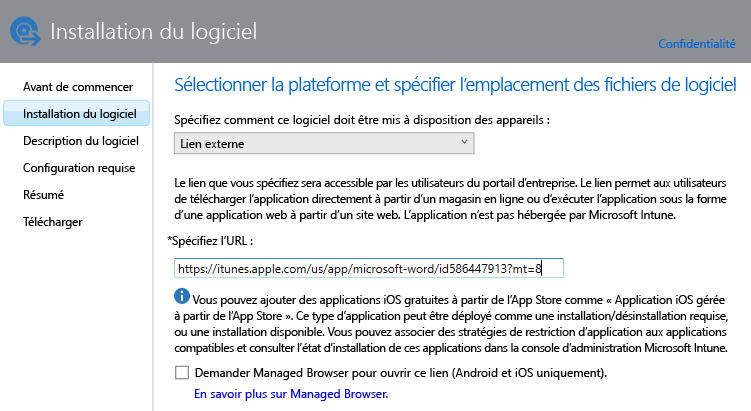 Installation du logiciel
Confidentialité
Avant de commencer
Installation du logiciel
Description du logiciel
Configuration requise
Résumé
Télécharger
Sélectionner la plateforme et spécifier l’emplacement des fichiers de logiciel
Spécifiez comment ce logiciel doit être mis à disposition des appareils :
Lien externe
Le lien que vous spécifiez sera accessible par les utilisateurs du portail d’entreprise. Le lien permet aux utilisateurs
de télécharger l’application directement à partir d’un magasin en ligne ou d’exécuter l’application sous la forme
d’une application web à partir d’un site web. L’application n’est pas hébergée par Microsoft Intune.
*Spécifiez l’URL :
https://itunes.apple.com/us/app/microsoft-word/id586447913?mt=8
Vous pouvez ajouter des applications iOS gratuites à partir de l’App Store comme « Application iOS gérée
à partir de l’App Store ». Ce type d’application peut être déployé comme une installation/désinstallation requise,
ou une installation disponible. Vous pouvez associer des stratégies de restriction d’application aux applications
compatibles et consulter l’état d’installation de ces applications dans la console d’administration Microsoft Intune.
Demander Managed Browser pour ouvrir ce lien (Android et iOS uniquement).
En savoir plus sur Managed Browser.